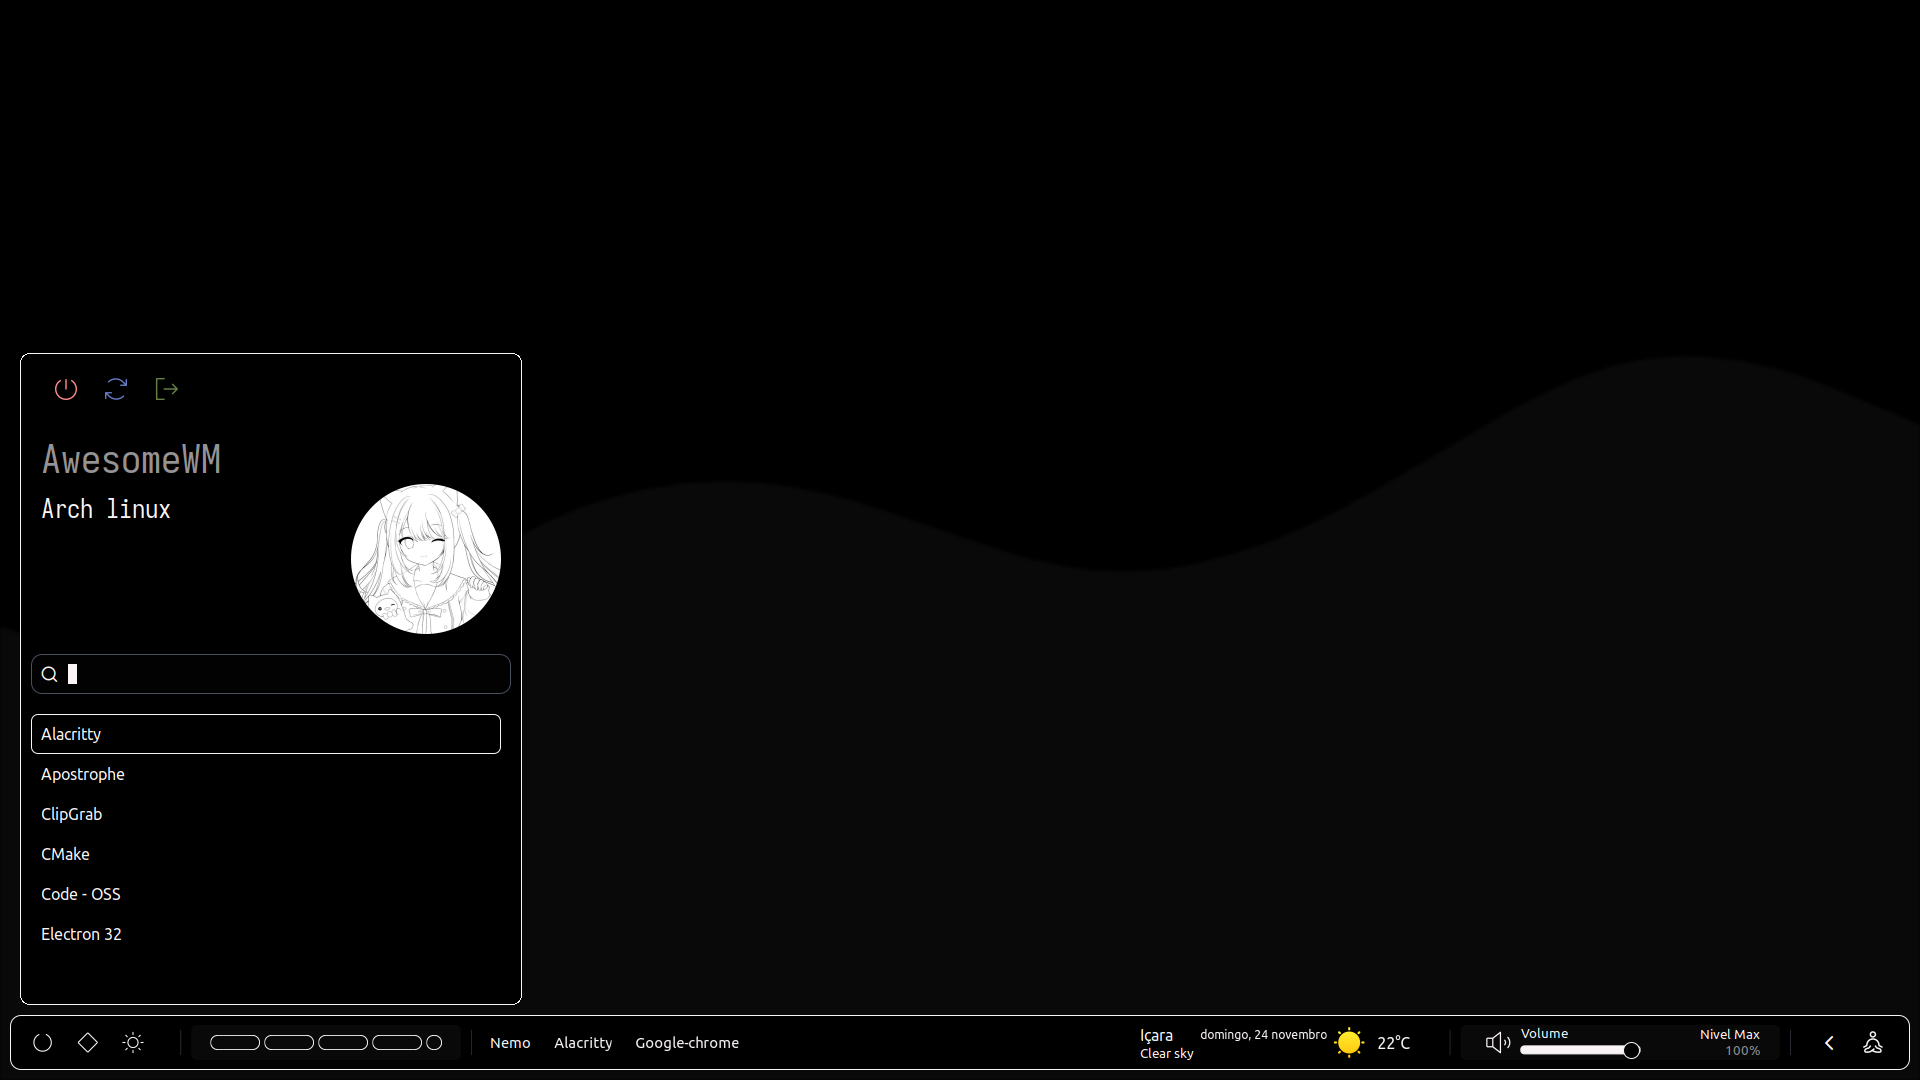 AwesomeWM
Arch linux
Alacritty
Apostrophe
ClipGrab
CMake
Code - OSS
Electron 32
Nemo Alacritty Google-chrome
Içara domingo, 24 novembro
Clear sky
22°C
Volume Nivel Max
100%